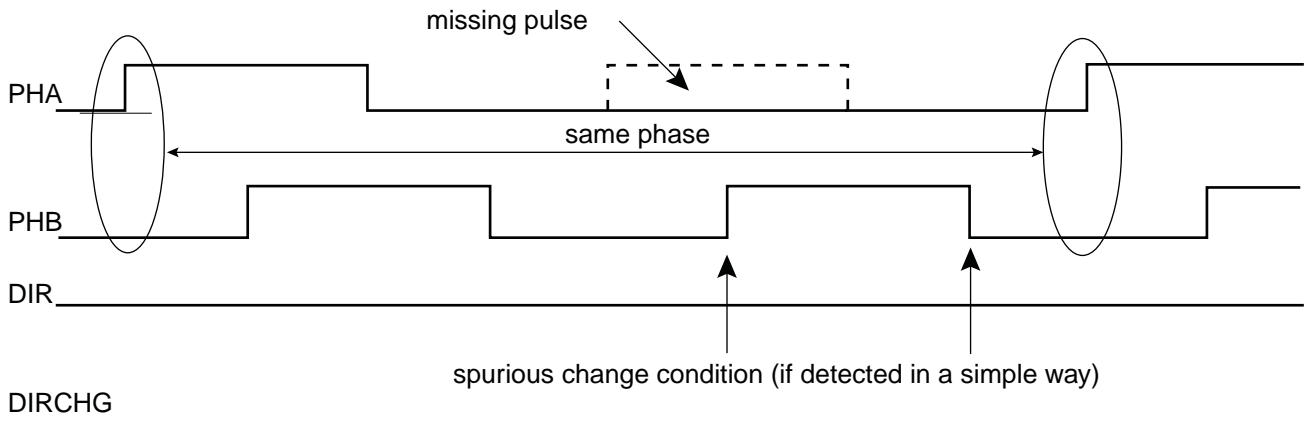 missing pulse
PHA
same phase
PHB
DIR
spurious change condition (if detected in a simple way)
DIRCHG